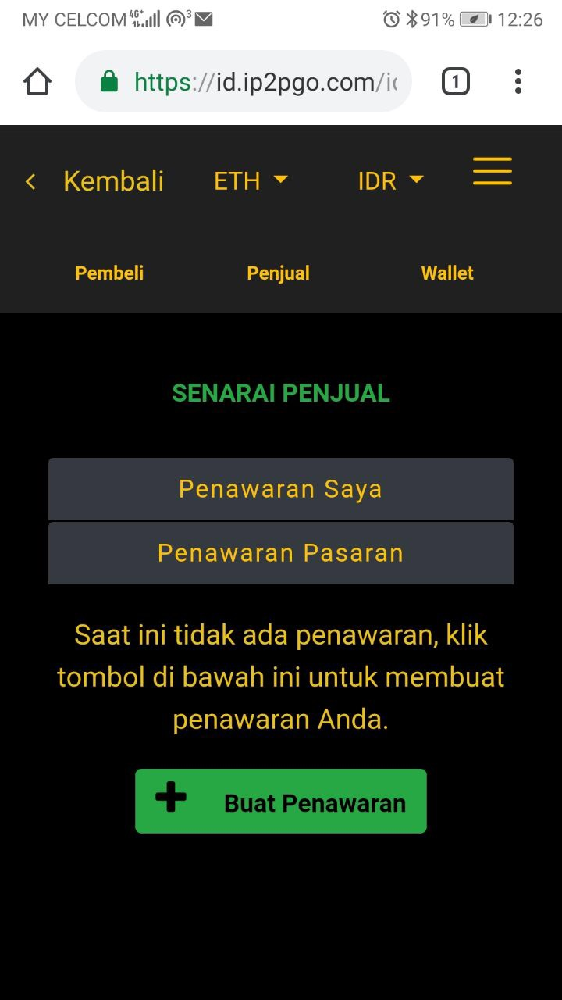 MY CELCOM 4G+ 3 91% 12:26
https://id.ip2pgo.com/i
1
Kembali ETH IDR
Pembeli Penjual Wallet
SENARAI PENJUAL
Penawaran Saya
Penawaran Pasaran
Saat ini tidak ada penawaran, klik
tombol di bawah ini untuk membuat
penawaran Anda.
Buat Penawaran